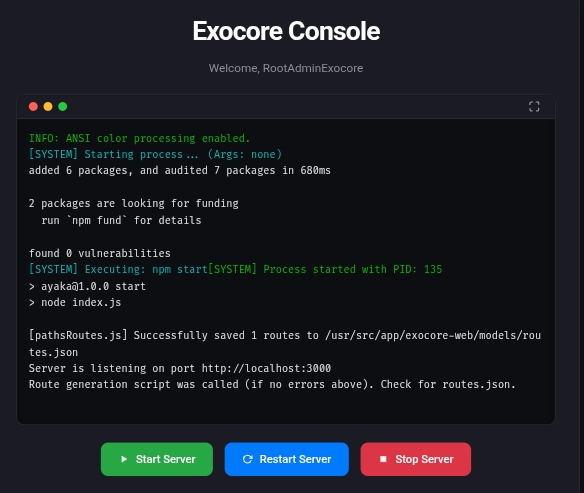 Exocore Console
Welcome, RootAdminExocore
INFO: ANSI color processing enabled.
[SYSTEM] Starting process... (Args: none)
added 6 packages, and audited 7 packages in 680ms
2 packages are looking for funding
  run `npm fund` for details
found 0 vulnerabilities
[SYSTEM] Executing: npm start[SYSTEM] Process started with PID: 135
> ayaka@1.0.0 start
> node index.js
[pathsRoutes.js] Successfully saved 1 routes to /usr/src/app/exocore-web/models/rou
tes.json
Server is listening on port http://localhost:3000
Route generation script was called (if no errors above). Check for routes.json.
Start Server Restart Server Stop Server